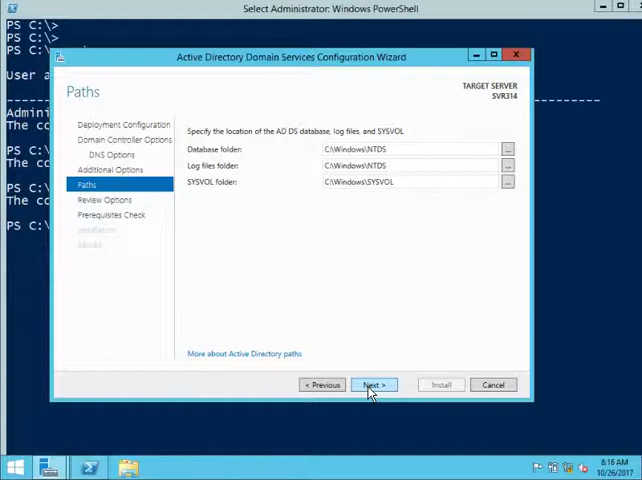 Select Administrator: Windows PowerShell
PS C:\>
PS C:\>
PS C:\
User a
Admini
The co
PS C:\
The co
PS C:\
The co
PS C:\
Active Directory Domain Services Configuration Wizard
Paths
TARGET SERVER
SVR314
Deployment Configuration
Domain Controller Options
DNS Options
Additional Options
Paths
Review Options
Prerequisites Check
Installation
Results
Specify the location of the AD DS database, log files, and SYSVOL
Database folder: C:\Windows\NTDS ...
Log files folder: C:\Windows\NTDS ...
SYSVOL folder: C:\Windows\SYSVOL ...
More about Active Directory paths
< Previous Next > Install Cancel
8:16 AM
10/26/2017